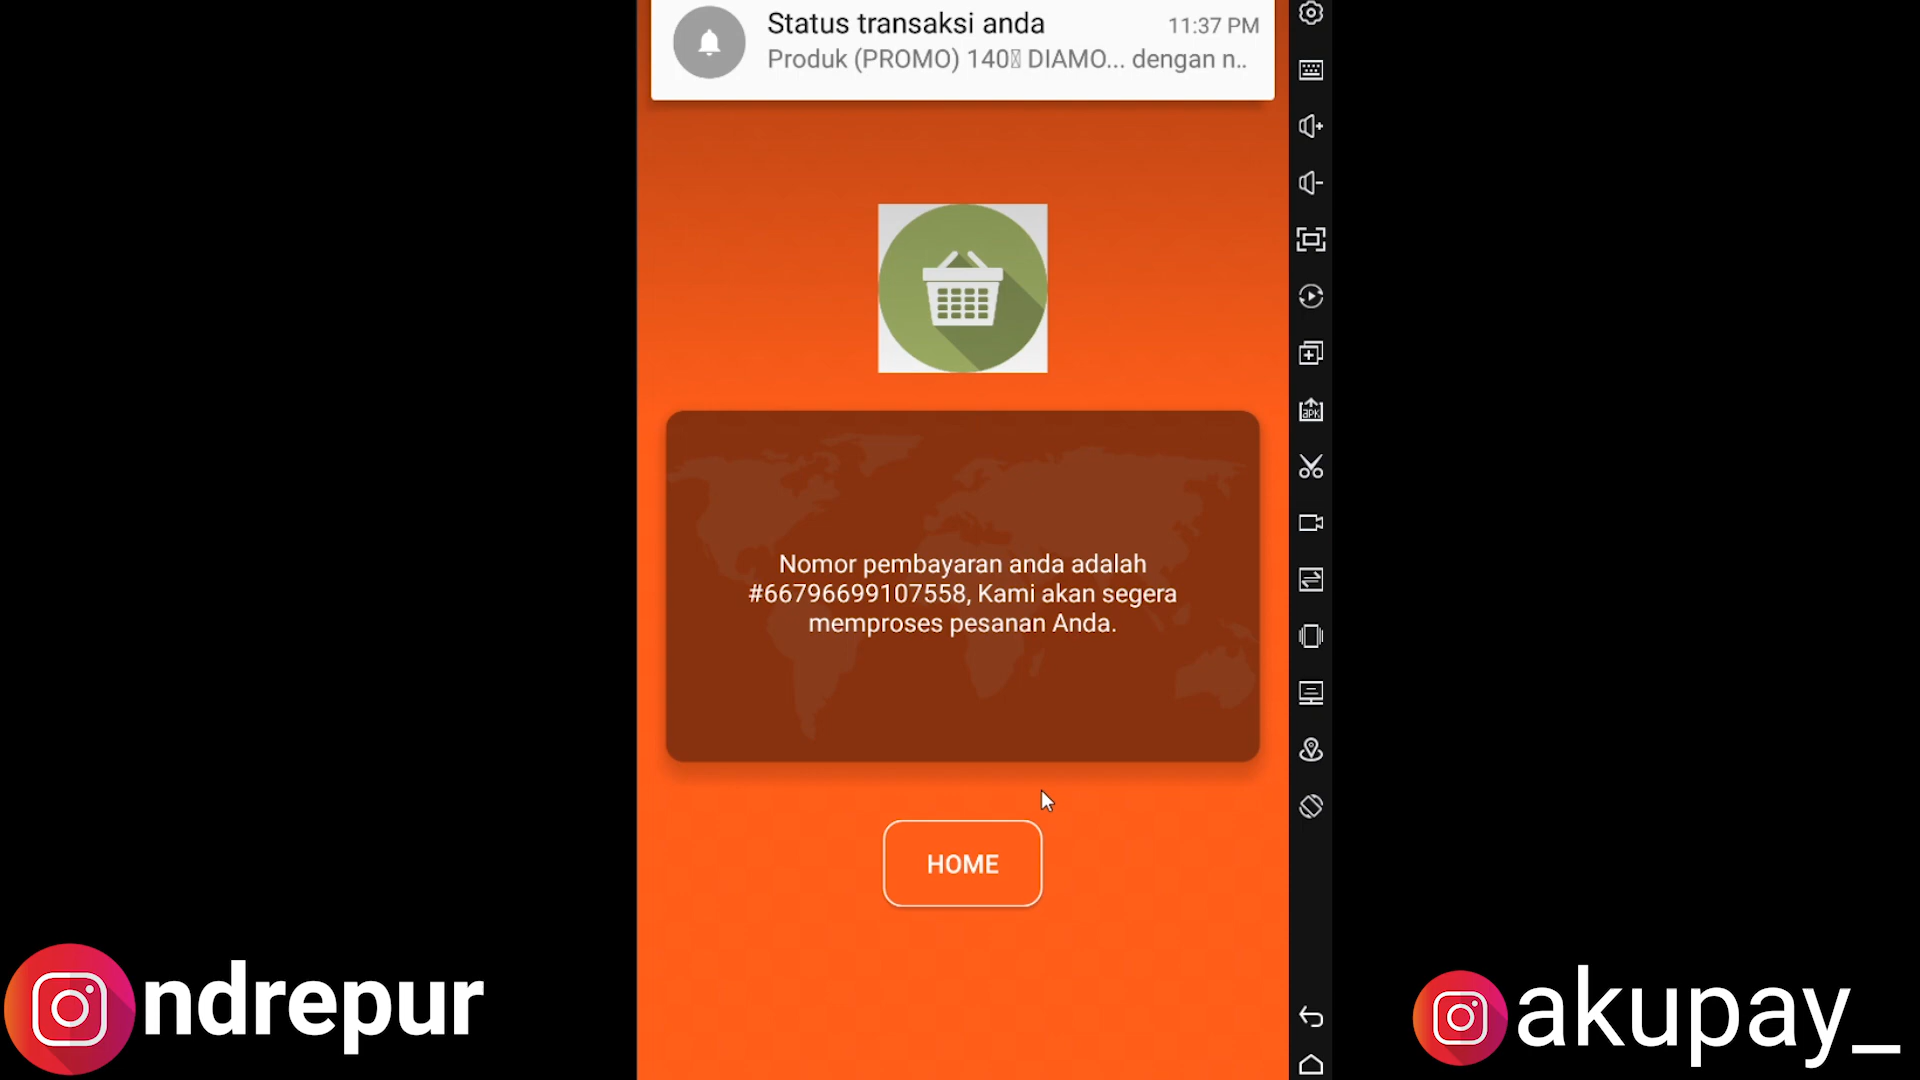 Status transaksi anda
11:37 PM
Produk (PROMO) 140▯ DIAMO... dengan n..
Nomor pembayaran anda adalah
#66796699107558, Kami akan segera
memproses pesanan Anda.
HOME
APK
ndrepur
akupay_